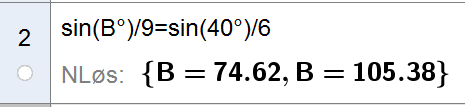 2
sin(B°)/9=sin(40°)/6
NLøs: {B = 74.62, B = 105.38}